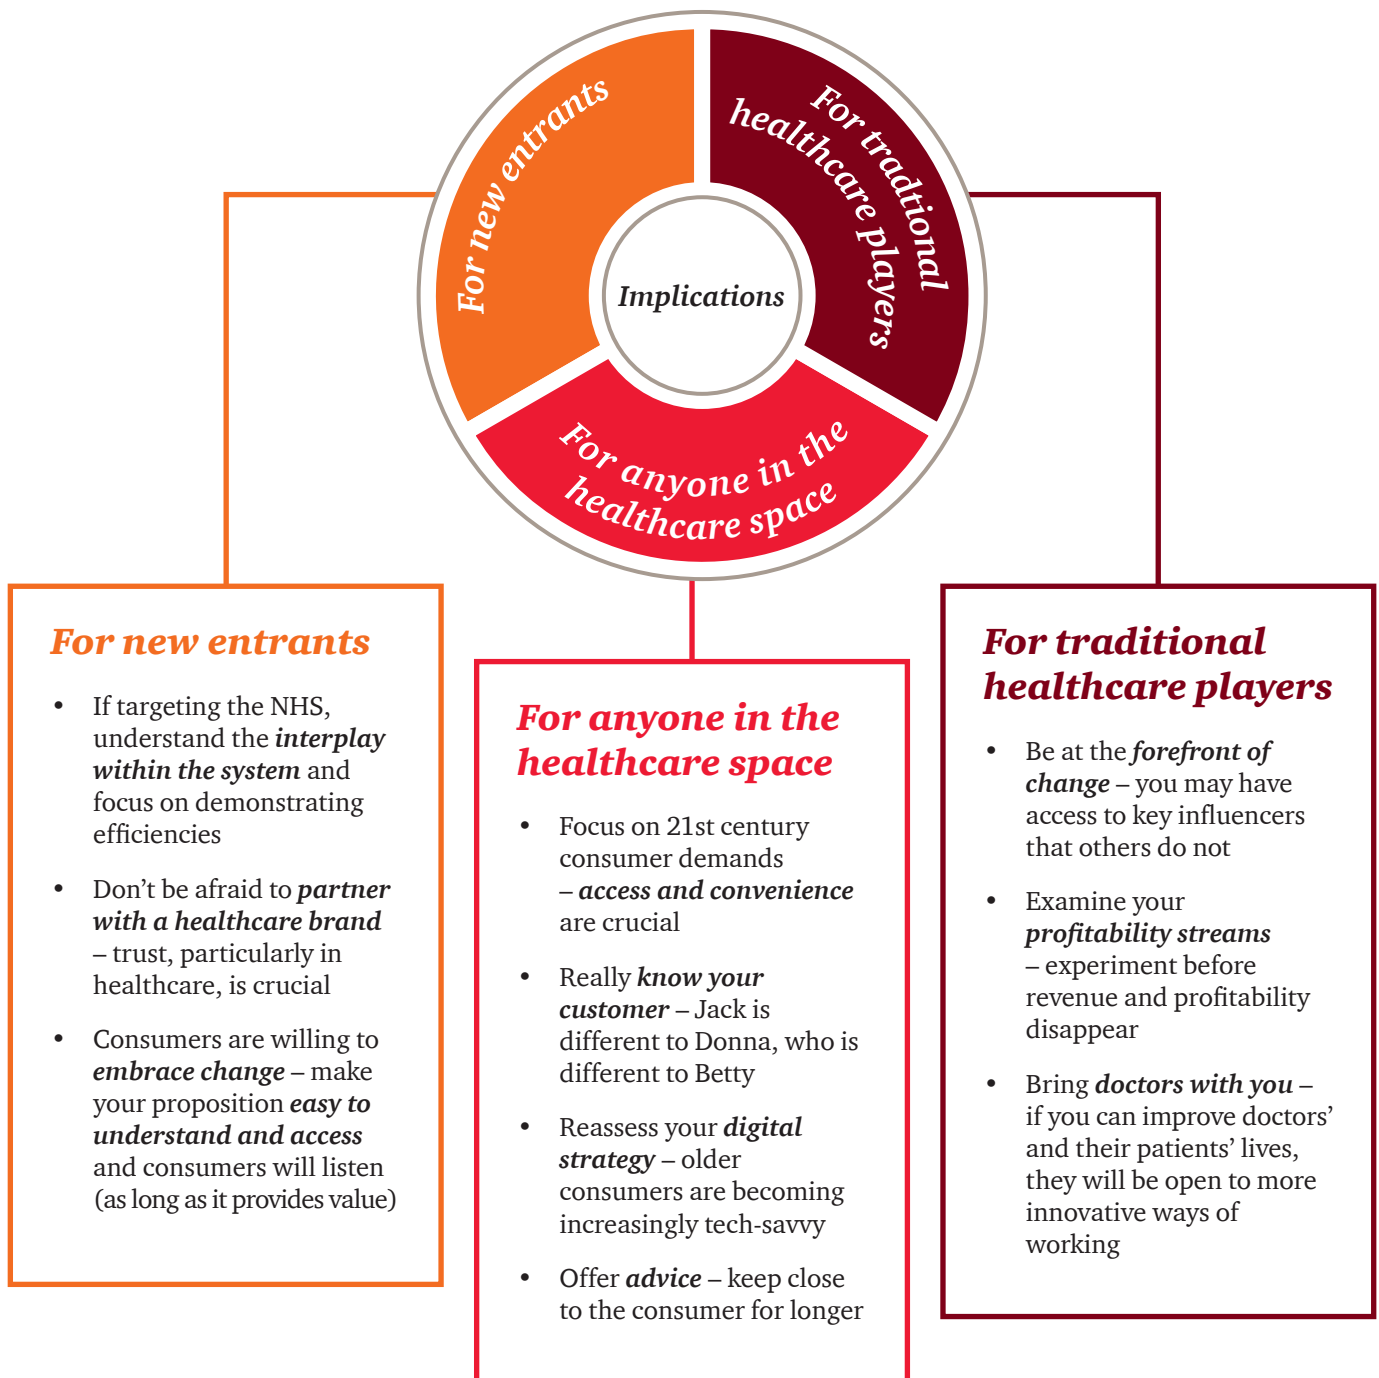 For new entrants
For tradtional
healthcare players
Implications
For anyone in the
healthcare space
For new entrants
• If targeting the NHS,
understand the interplay
within the system and
focus on demonstrating
efficiencies
• Don’t be afraid to partner
with a healthcare brand
– trust, particularly in
healthcare, is crucial
• Consumers are willing to
embrace change – make
your proposition easy to
understand and access
and consumers will listen
(as long as it provides value)
For anyone in the
healthcare space
• Focus on 21st century
consumer demands
– access and convenience
are crucial
• Really know your
customer – Jack is
different to Donna, who is
different to Betty
• Reassess your digital
strategy – older
consumers are becoming
increasingly tech-savvy
• Offer advice – keep close
to the consumer for longer
For traditional
healthcare players
• Be at the forefront of
change – you may have
access to key influencers
that others do not
• Examine your
profitability streams
– experiment before
revenue and profitability
disappear
• Bring doctors with you –
if you can improve doctors’
and their patients’ lives,
they will be open to more
innovative ways of
working